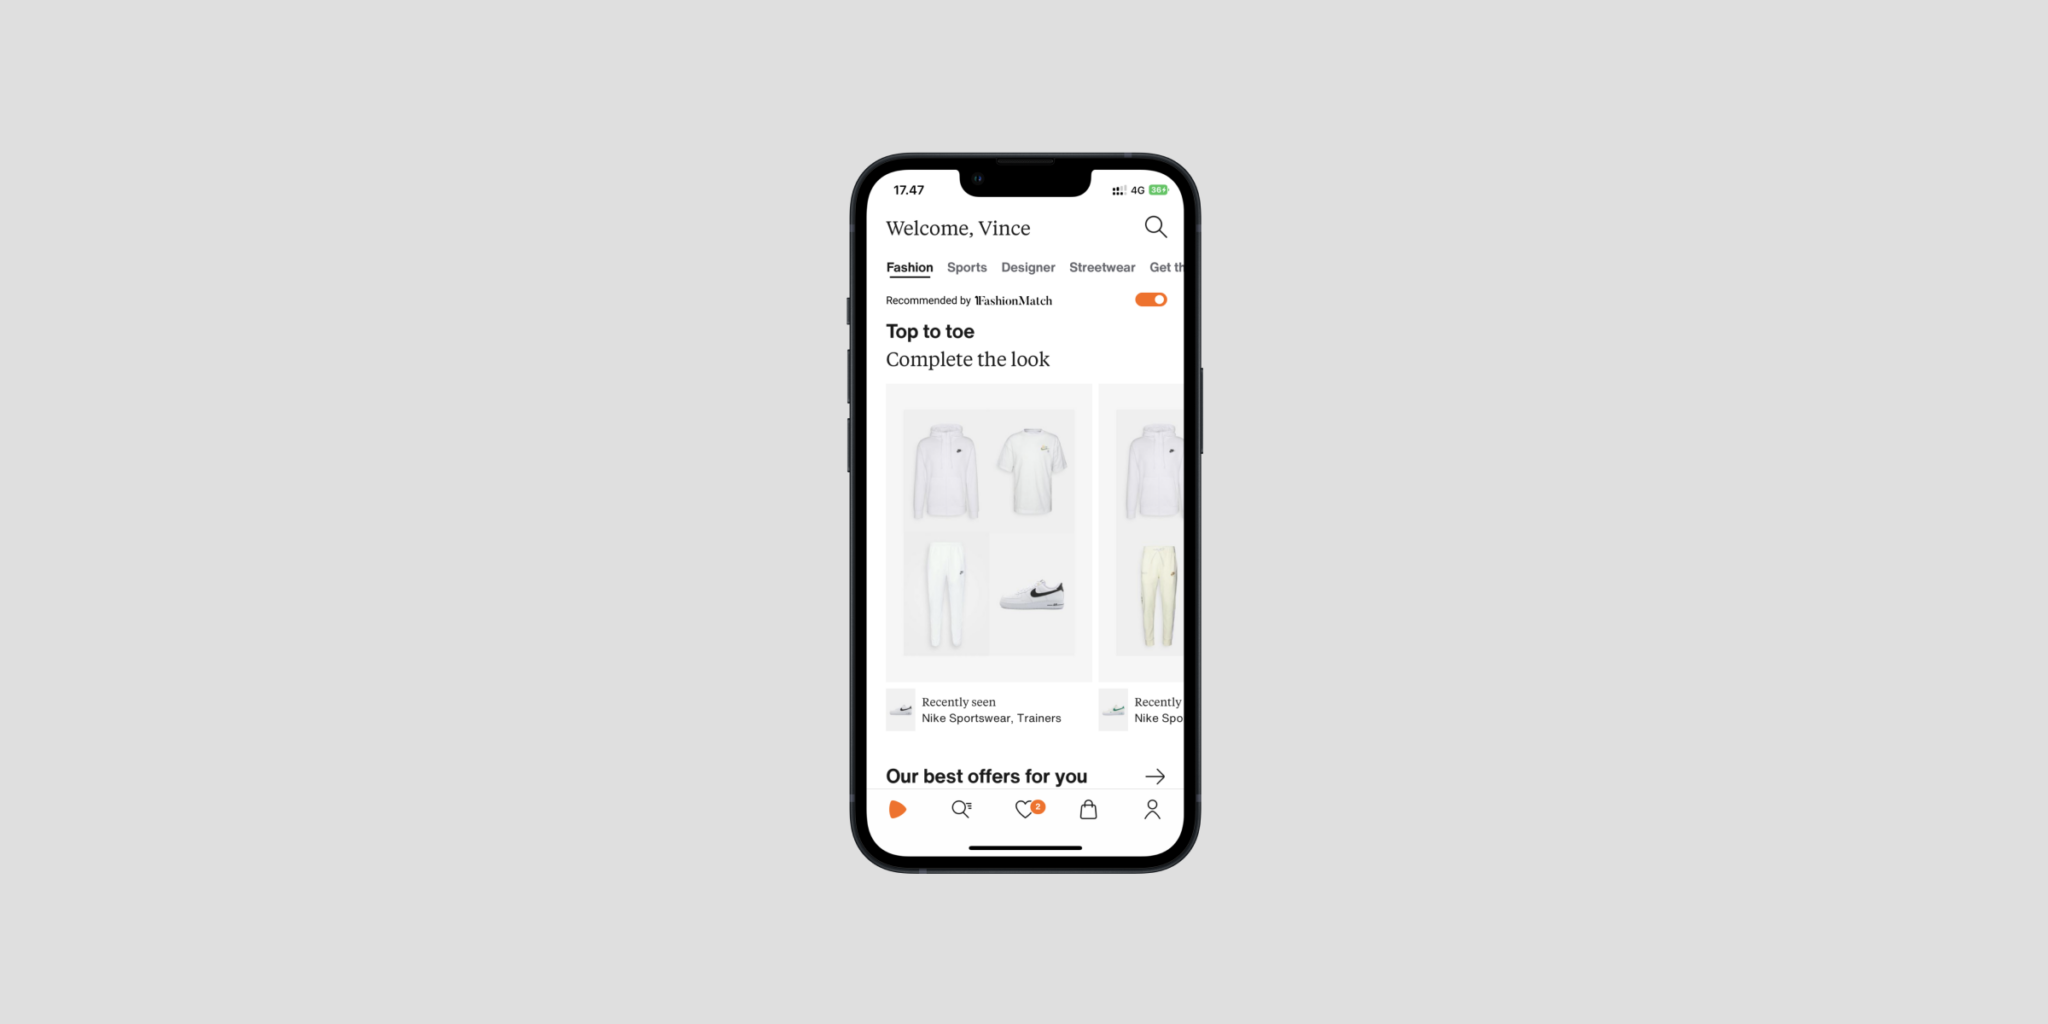 17.47
4G
36
Welcome, Vince
Fashion Sports Designer Streetwear Get th
Recommended by 1FashionMatch
Top to toe
Complete the look
Recently seen
Nike Sportswear, Trainers
Recently
Nike Spo
Our best offers for you
2